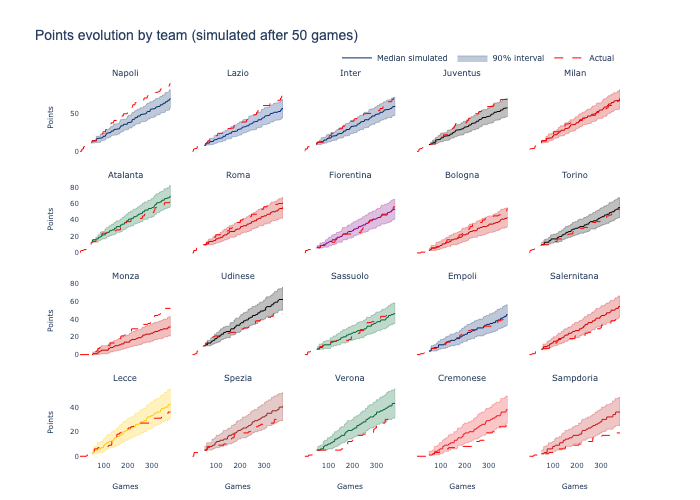 Points evolution by team (simulated after 50 games)
Median simulated 90% interval Actual
Napoli Lazio Inter Juventus Milan
Points
50
0
Atalanta Roma Fiorentina Bologna Torino
Points
80
60
40
20
0
Monza Udinese Sassuolo Empoli Salernitana
Points
80
60
40
20
0
Lecce Spezia Verona Cremonese Sampdoria
Points
40
20
0
100 200 300 100 200 300 100 200 300 100 200 300 100 200 300
Games Games Games Games Games